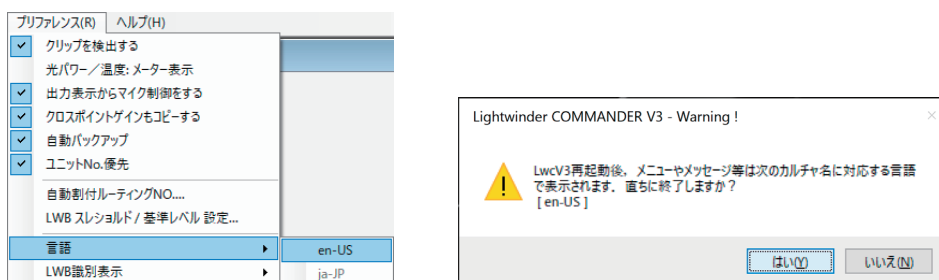 プリファレンス(R) ヘルプ(H)
クリップを検出する
光パワー／温度: メーター表示
出力表示からマイク制御をする
クロスポイントゲインもコピーする
自動バックアップ
ユニットNo.優先
自動割付ルーティングNO....
LWB スレショルド / 基準レベル 設定...
言語
en-US
LWB識別表示
ja-JP
Lightwinder COMMANDER V3 - Warning !
LwcV3再起動後，メニューやメッセージ等は次のカルチャ名に対応する言語
で表示されます．直ちに終了しますか？
[ en-US ]
はい(Y) いいえ(N)